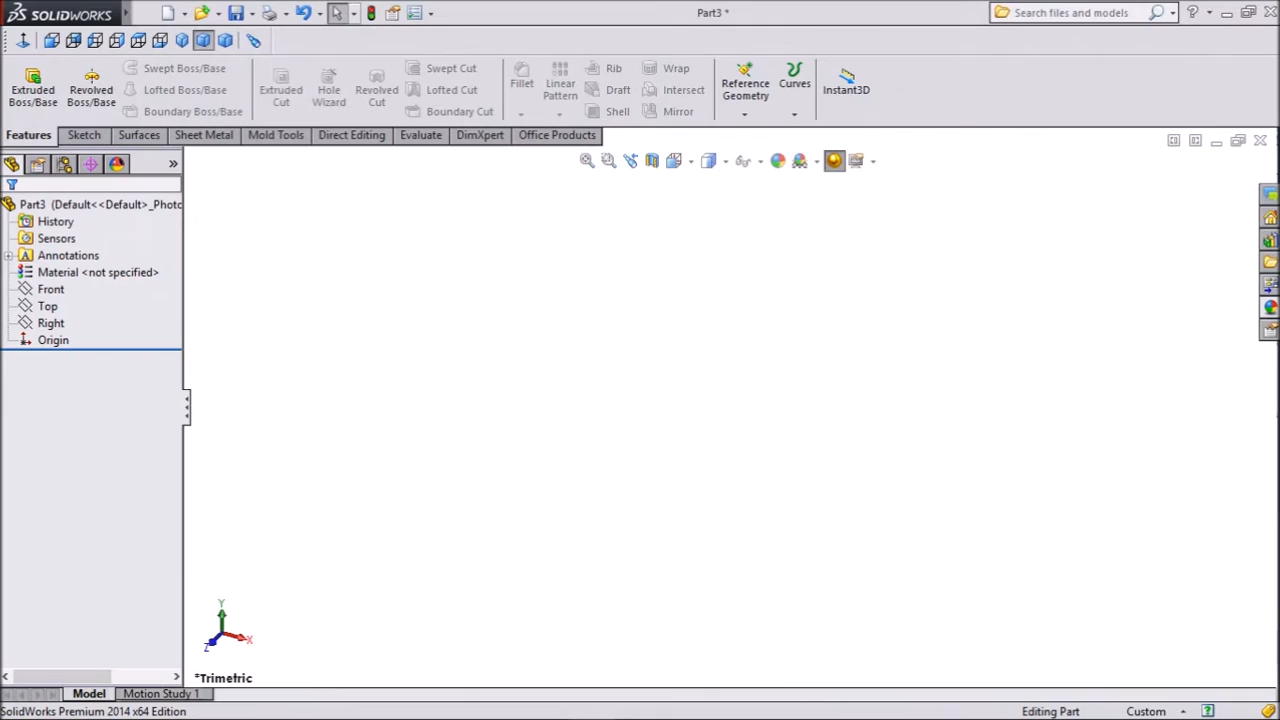 SOLIDWORKS
Part3 *
Search files and models
Extruded Boss/Base
Revolved Boss/Base
Swept Boss/Base
Lofted Boss/Base
Boundary Boss/Base
Extruded Cut
Hole Wizard
Revolved Cut
Swept Cut
Lofted Cut
Boundary Cut
Fillet
Linear Pattern
Rib
Draft
Shell
Wrap
Intersect
Mirror
Reference Geometry
Curves
Instant3D
Features Sketch Surfaces Sheet Metal Mold Tools Direct Editing Evaluate DimXpert Office Products
Part3 (Default<<Default>_Photo
History
Sensors
Annotations
Material <not specified>
Front
Top
Right
Origin
Y
X
Z
*Trimetric
Model Motion Study 1
SolidWorks Premium 2014 x64 Edition
Editing Part Custom